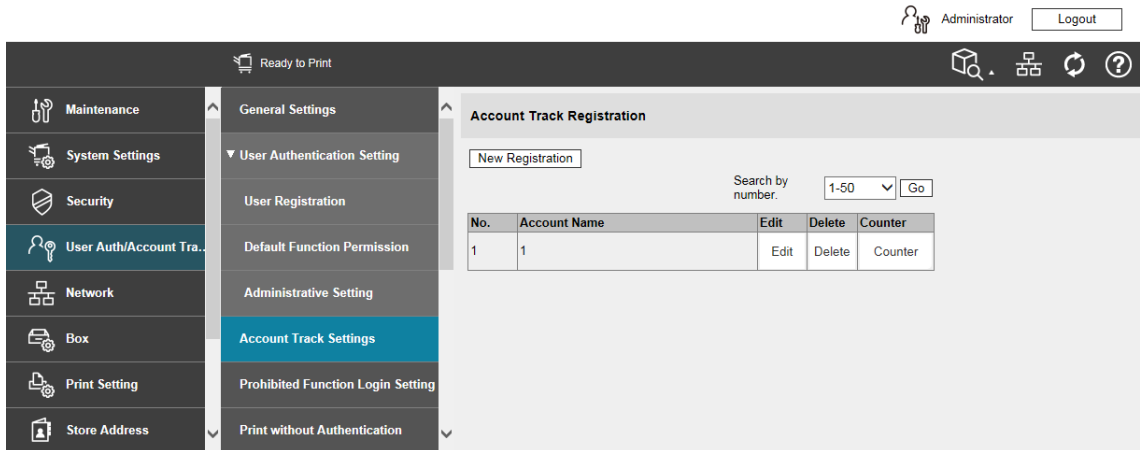 Administrator
Logout
Ready to Print
Maintenance
System Settings
Security
User Auth/Account Tra..
Network
Box
Print Setting
Store Address
General Settings
▼ User Authentication Setting
User Registration
Default Function Permission
Administrative Setting
Account Track Settings
Prohibited Function Login Setting
Print without Authentication
Account Track Registration
New Registration
Search by
number.
1-50
Go
No. Account Name Edit Delete Counter
1 1 Edit Delete Counter